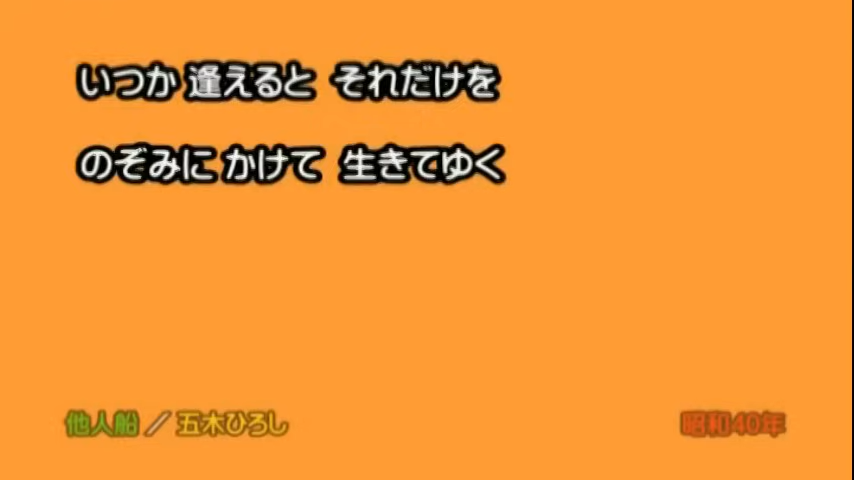 いつか 逢えると それだけを
のぞみに かけて 生きてゆく
他人船 ／ 五木ひろし
昭和40年